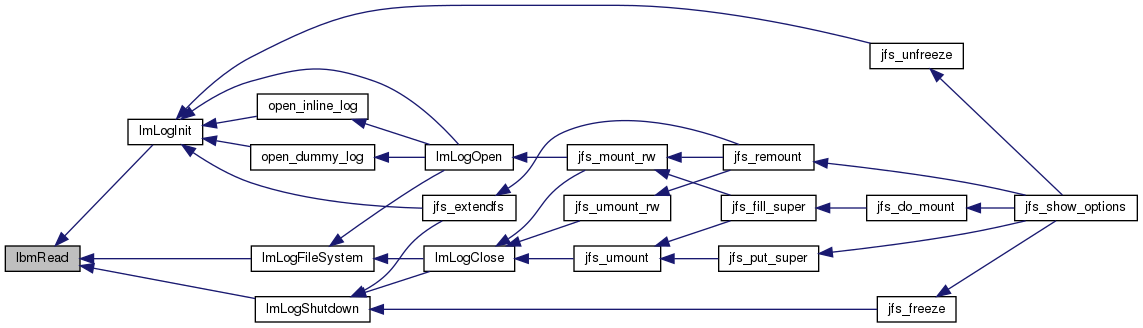 jfs_unfreeze
open_inline_log
lmLogInit
open_dummy_log
lmLogOpen
jfs_mount_rw
jfs_remount
jfs_extendfs
jfs_umount_rw
jfs_fill_super
jfs_do_mount
jfs_show_options
lbmRead
lmLogFileSystem
lmLogClose
jfs_umount
jfs_put_super
lmLogShutdown
jfs_freeze